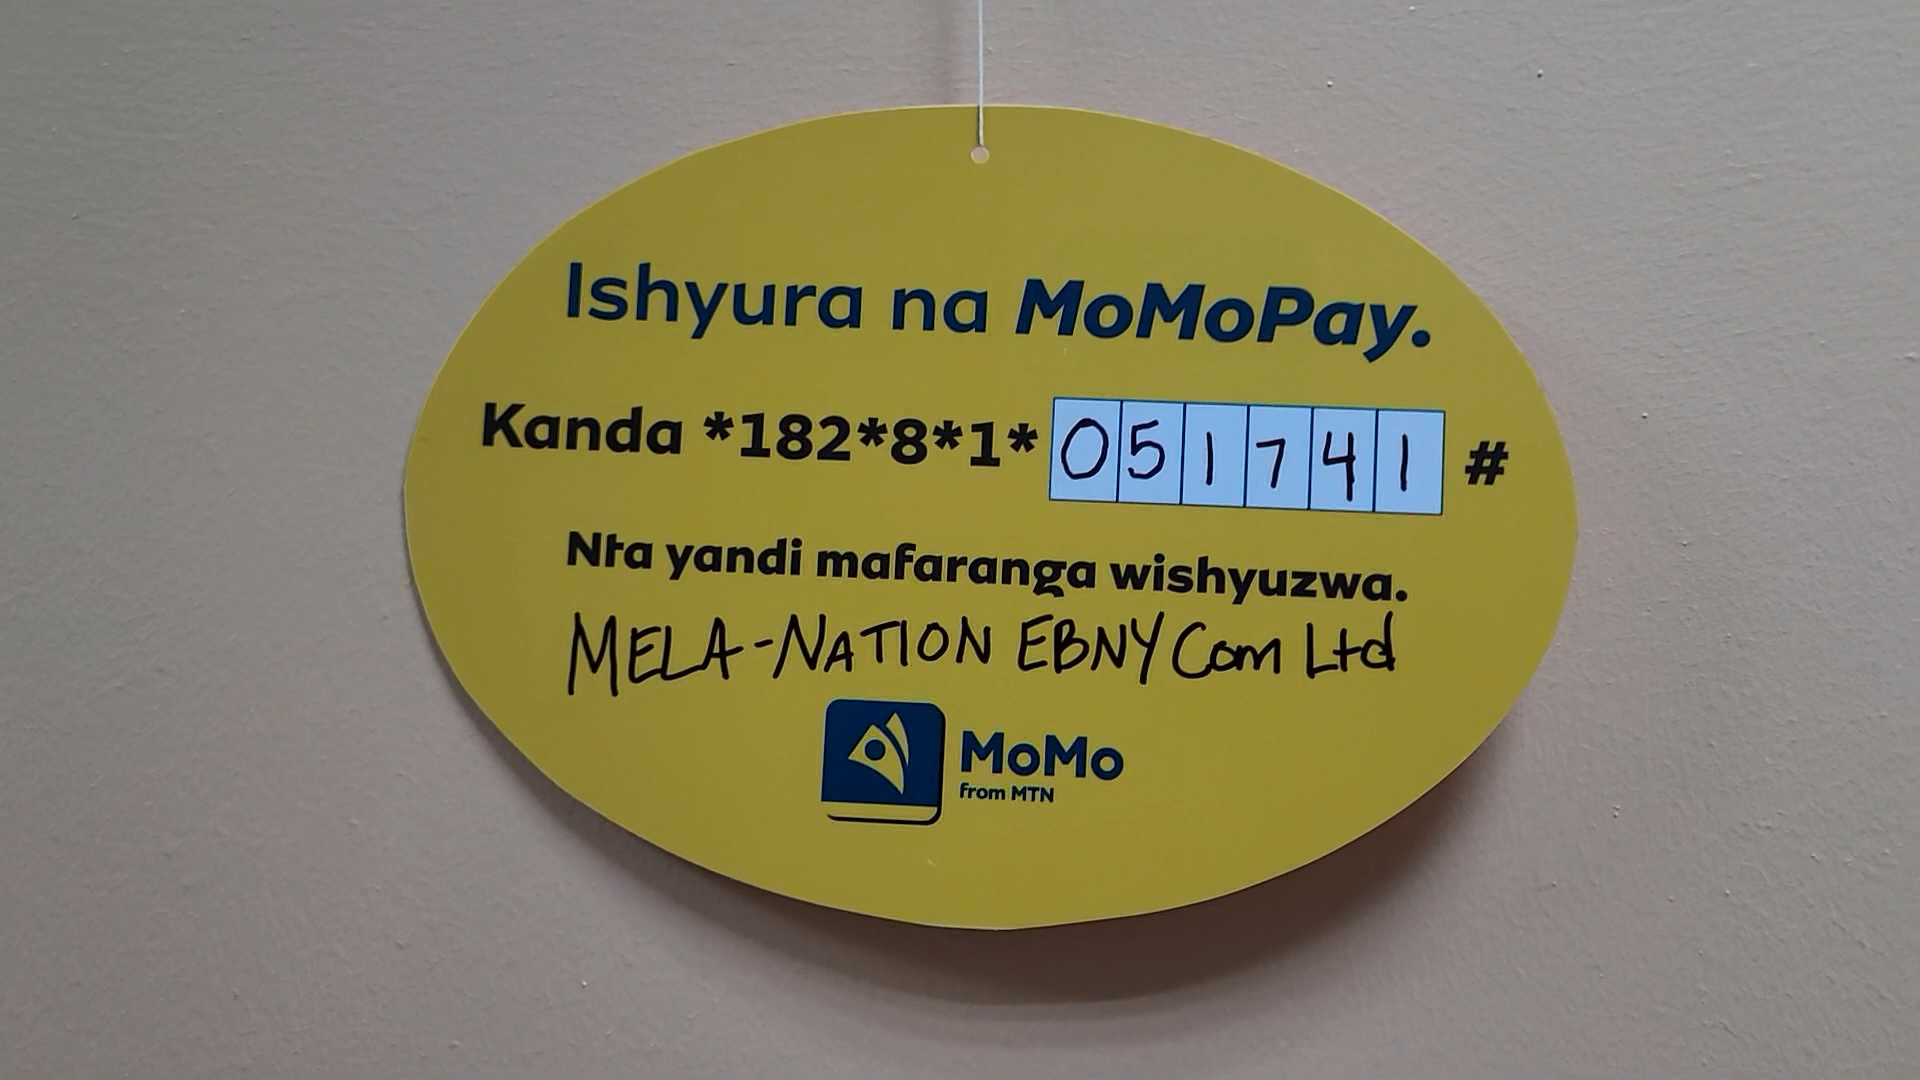 Ishyura na MoMoPay.
Kanda *182*8*1* 051741 #
Nta yandi mafaranga wishyuzwa.
MELA-NATION EBNY Com Ltd
MoMo
from MTN